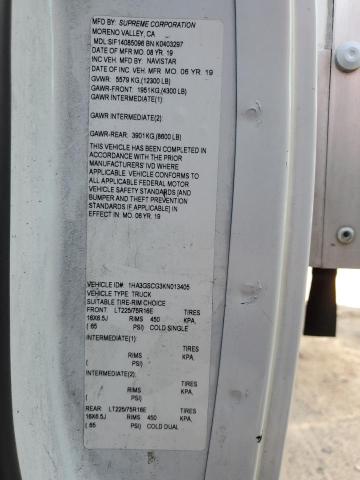 MFD BY: SUPREME CORPORATION
MORENO VALLEY, CA
MDL:SIF14085096 BN K0403297
DATE OF MFR MO. 08 YR. 19
INC VEH. MFD BY: NAVISTAR
INC VEH. MFR MO. 06 YR. 19
GVWR: 5579 KG.(12300 LB)
GAWR-FRONT: 1951KG.(4300 LB)
GAWR INTERMEDIATE(1):
GAWR INTERMEDIATE(2):
GAWR-REAR: 3901KG.(8600 LB)
THIS VEHICLE HAS BEEN COMPLETED IN
ACCORDANCE WITH THE PRIOR
MANUFACTURERS' IVD WHERE
APPLICABLE. VEHICLE CONFORMS TO
ALL APPLICABLE FEDERAL MOTOR
VEHICLE SAFETY STANDARDS [AND
BUMPER AND THEFT PREVENTION
STANDARDS IF APPLICABLE] IN
EFFECT IN: MO. 08 YR. 19
VEHICLE ID# 1HA3GSCG3KN013405
VEHICLE TYPE: TRUCK
SUITABLE TIRE-RIM CHOICE
FRONT LT225/75R16E
16X6.5J RIMS 450 KPA,
( 65 PSI) COLD SINGLE
INTERMEDIATE(1):
RIMS KPA,
( PSI)
INTERMEDIATE(2):
RIMS KPA,
( PSI)
REAR LT225/75R16E
16X6.5J RIMS 450 KPA,
( 65 PSI) COLD DUAL